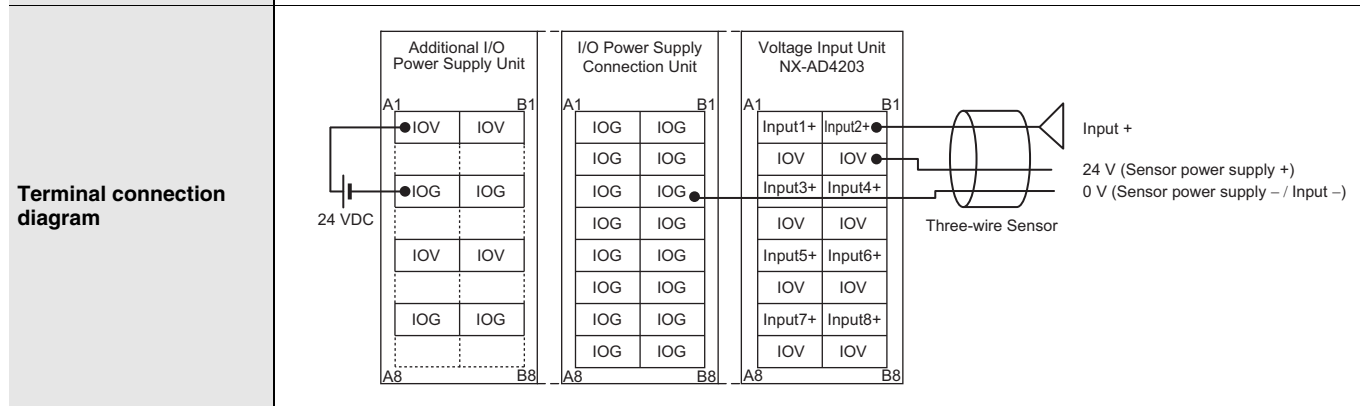 Terminal connection
diagram
Additional I/O
Power Supply Unit
A1 B1
IOV IOV
IOG IOG
IOV IOV
IOG IOG
A8 B8
24 VDC
I/O Power Supply
Connection Unit
A1 B1
IOG IOG
IOG IOG
IOG IOG
IOG IOG
IOG IOG
IOG IOG
IOG IOG
IOG IOG
A8 B8
Voltage Input Unit
NX-AD4203
A1 B1
Input1+ Input2+
IOV IOV
Input3+ Input4+
IOV IOV
Input5+ Input6+
IOV IOV
Input7+ Input8+
IOV IOV
A8 B8
Input +
24 V (Sensor power supply +)
0 V (Sensor power supply – / Input –)
Three-wire Sensor